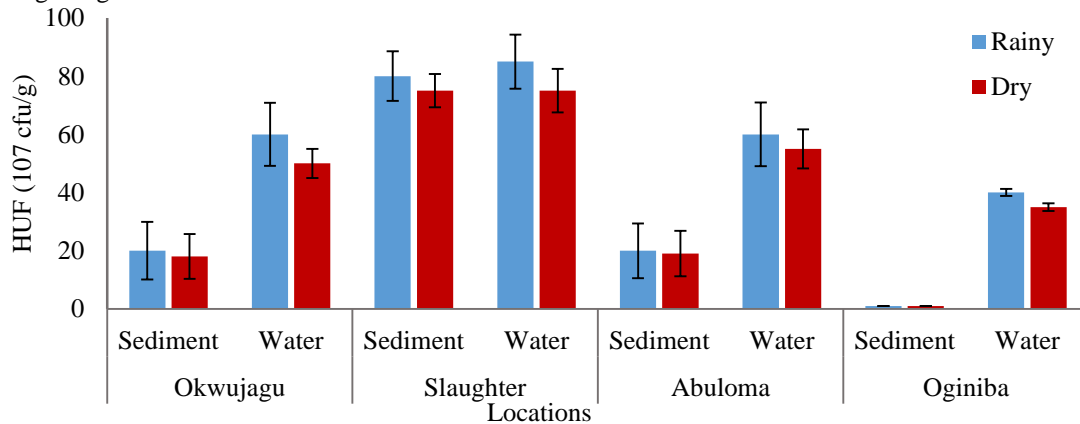 100
80
60
40
20
0
HUF (107 cfu/g)
Rainy
Dry
Sediment Water Sediment Water Sediment Water Sediment Water
Okwujagu Slaughter Abuloma Oginiba
Locations